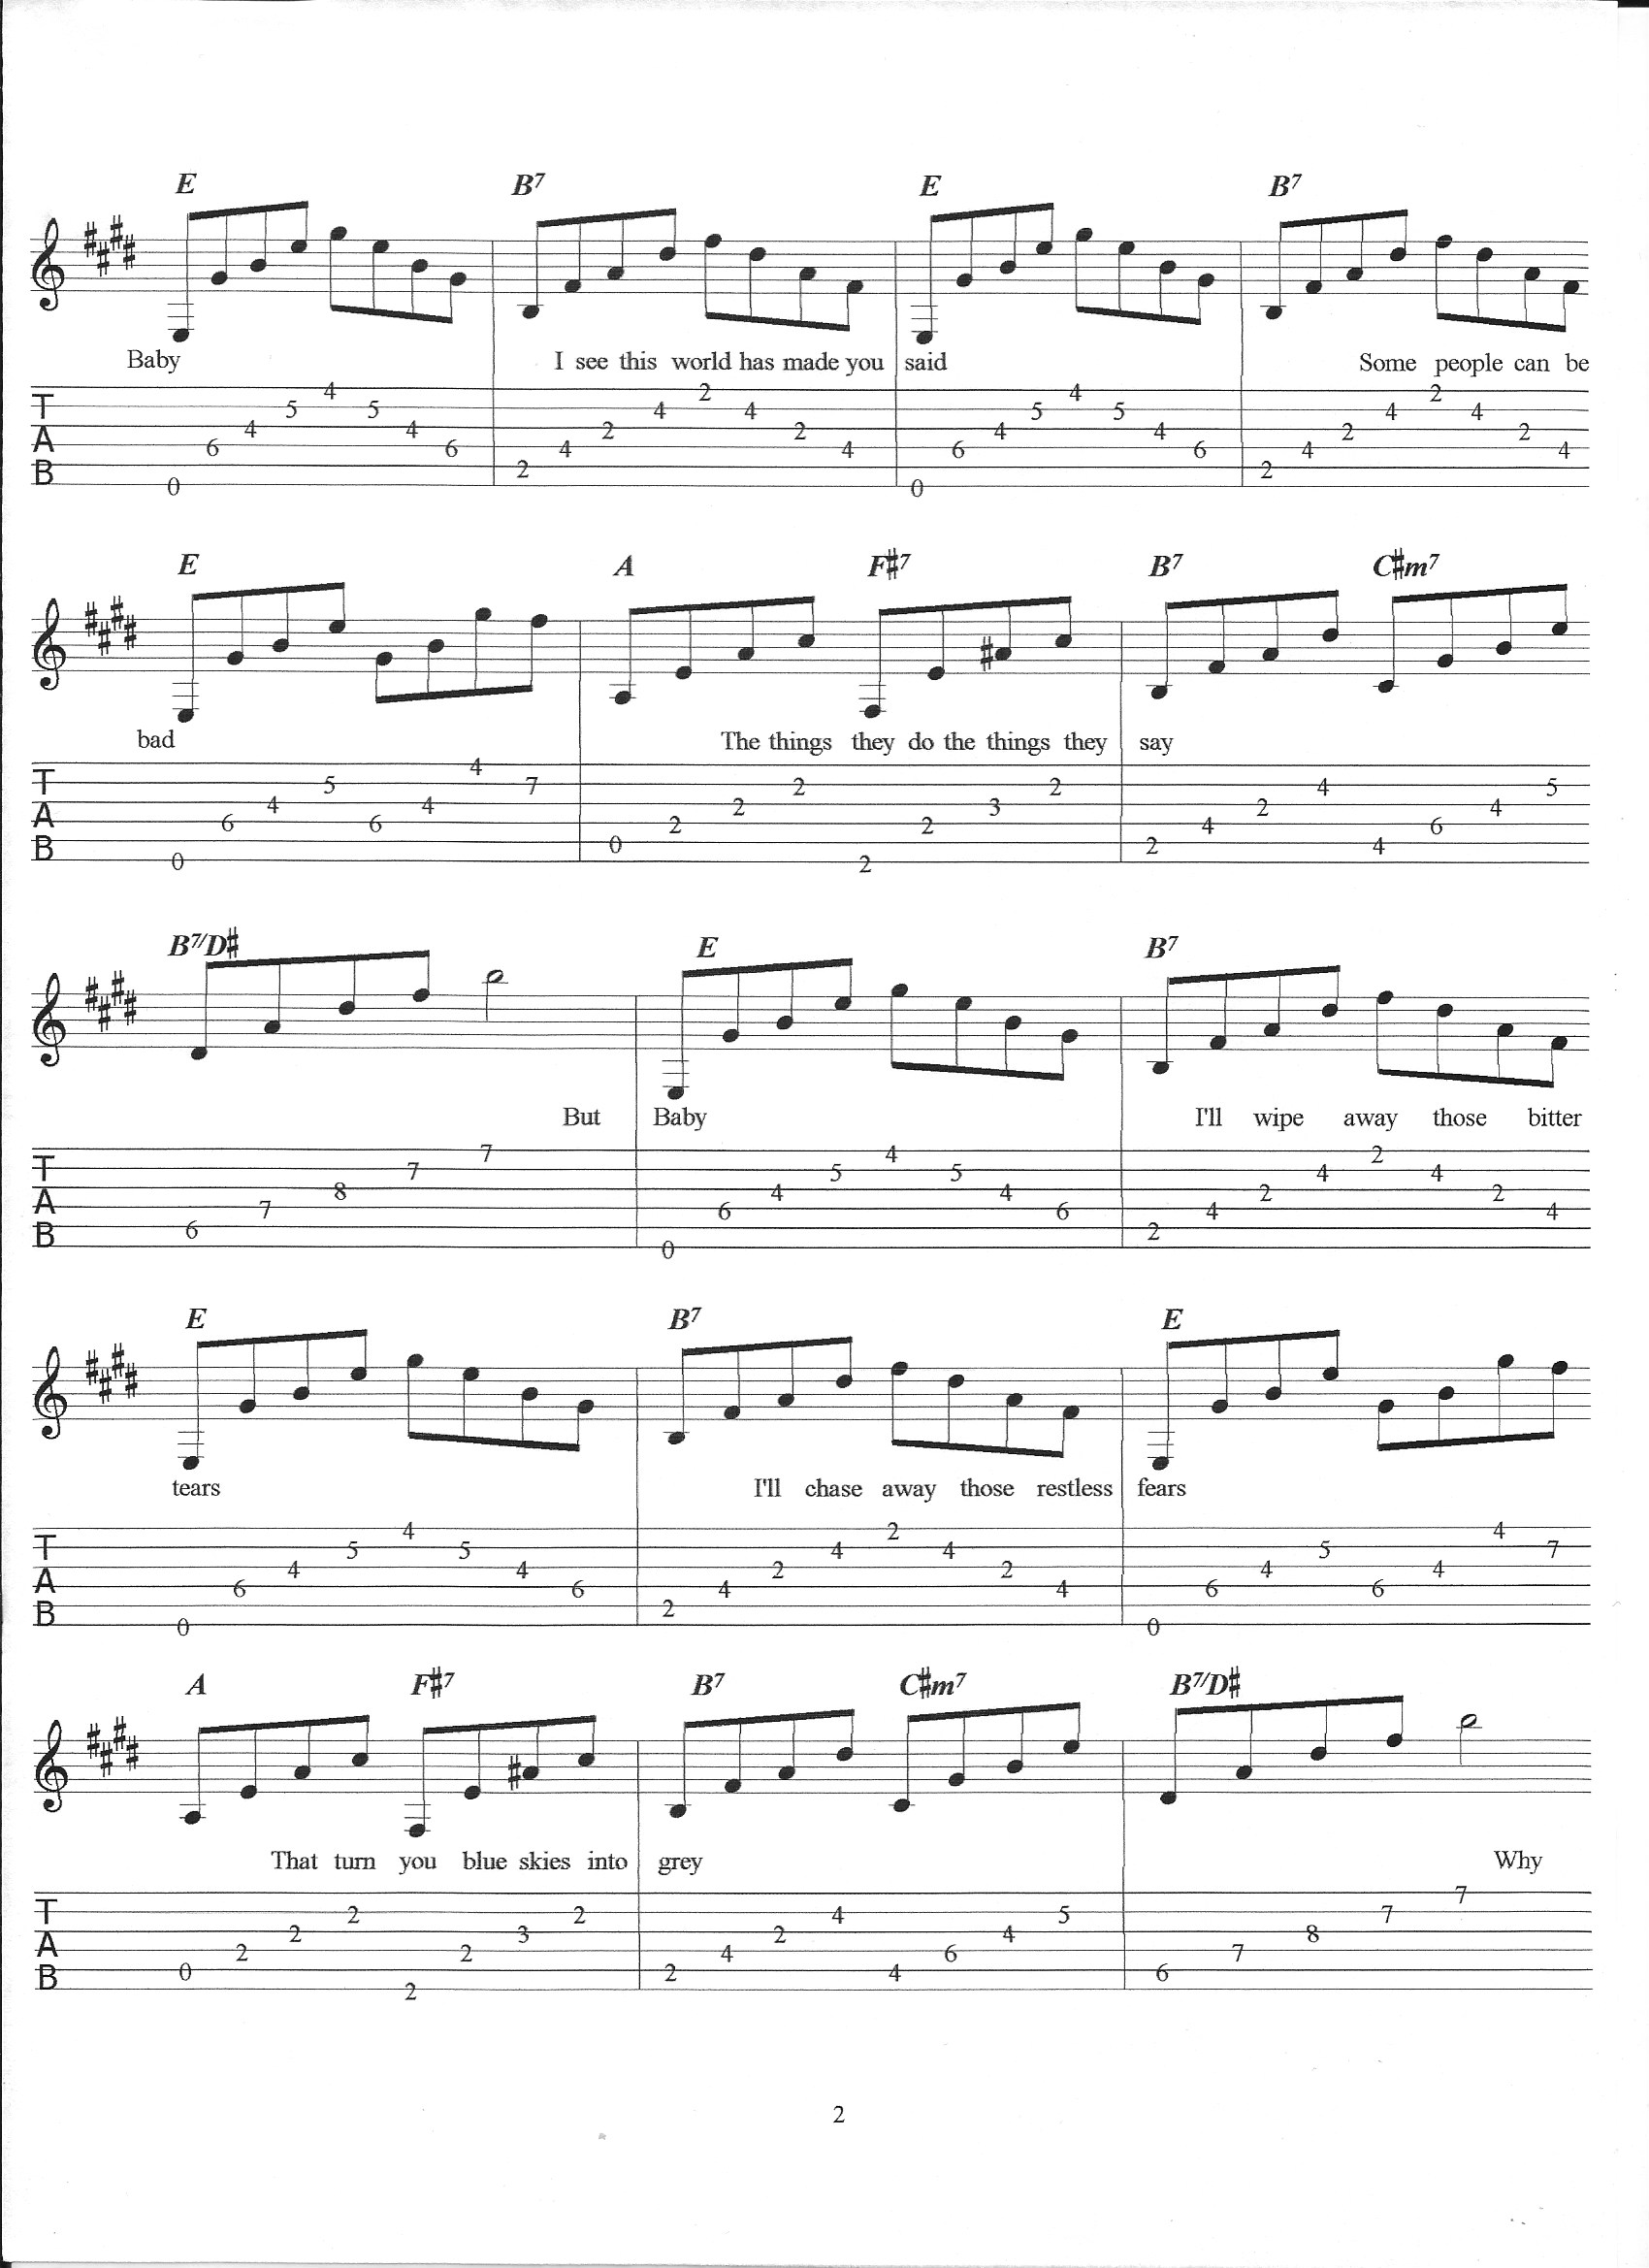 E B7 E B7
Baby I see this world has made you said Some people can be
T 4 2 4 2
5 5 4 4 5 5 4 4
A 4 4 2 2 4 4 2 2
6 6 4 4 6 6 4 4
B 2 2
0 0
E A F#7 B7 C#m7
bad The things they do the things they say
T 4
5 7 2 2 4 5
A 4 4 2 3 2 4
6 6 2 2 4 6
B 0 2 4
0 2
B7/D# E B7
But Baby I'll wipe away those bitter
T 7 4 2
7 5 5 4 4
A 8 4 4 2 2
7 6 6 4 4
B 6 2
0
E B7 E
tears I'll chase away those restless fears
T 4 2 4
5 5 4 4 5 7
A 4 4 2 2 4 4
6 6 4 4 6 6
B 2
0 0
A F#7 B7 C#m7 B7/D#
That turn you blue skies into grey Why
T 7
2 2 4 5 7
A 2 3 2 4 8
2 2 4 6 7
B 0 2 4 6
2
2